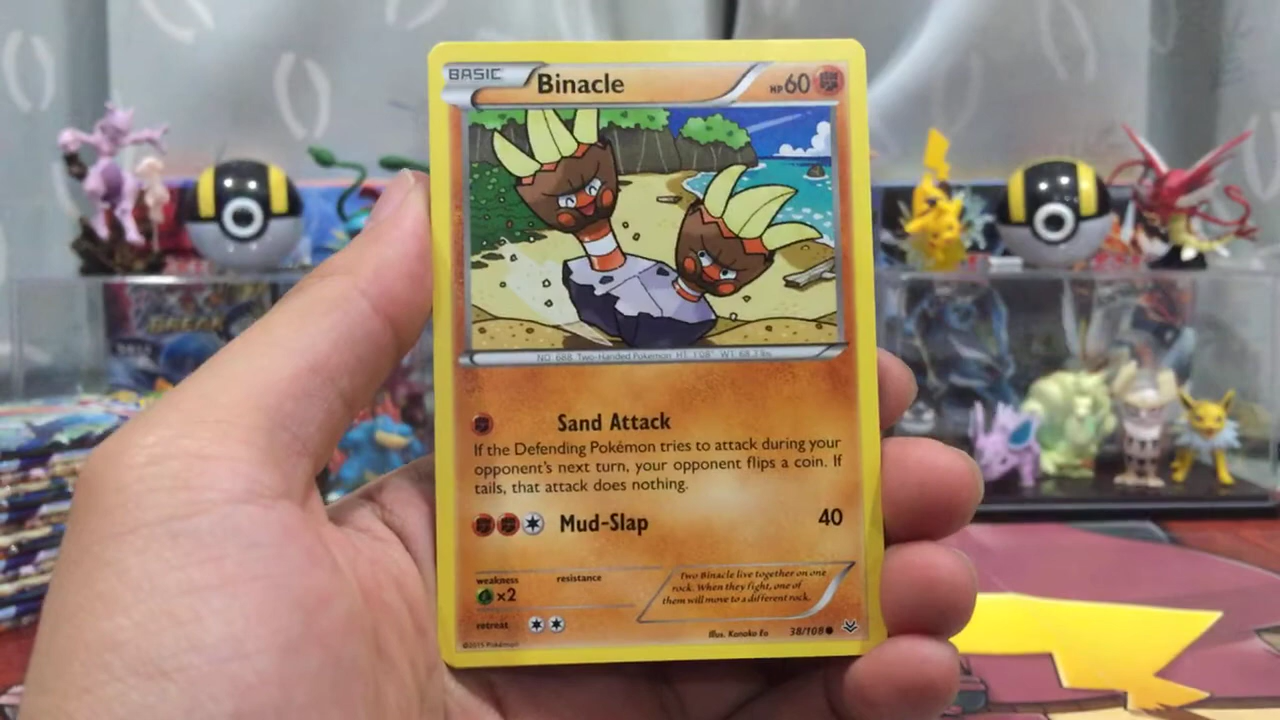 BASIC Binacle HP 60
NO. 688 Two-Handed Pokémon HT: 1'08" WT: 68.3 lbs.
Sand Attack
If the Defending Pokémon tries to attack during your
opponent's next turn, your opponent flips a coin. If
tails, that attack does nothing.
Mud-Slap 40
weakness resistance
×2
Two Binacle live together on one
rock. When they fight, one of
them will move to a different rock.
retreat
Illus. Kanako Eo 38/108
©2015 Pokémon